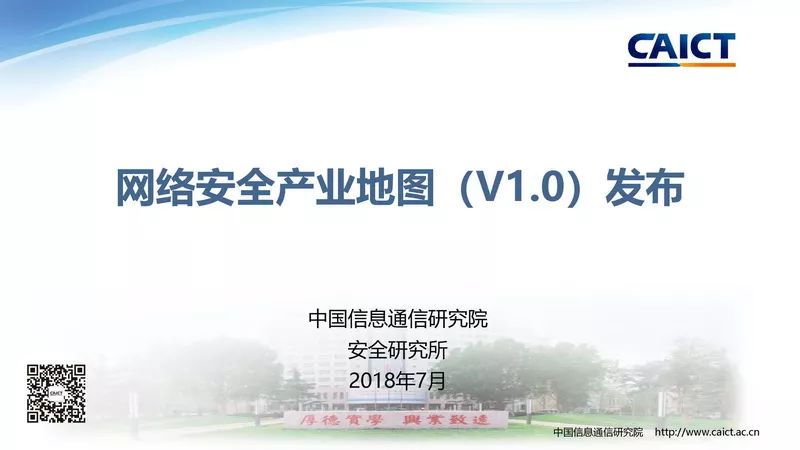 CAICT
网络安全产业地图（V1.0）发布
中国信息通信研究院
安全研究所
2018年7月
CAICT
厚德實學 興業致遠
中国信息通信研究院 http://www.caict.ac.cn